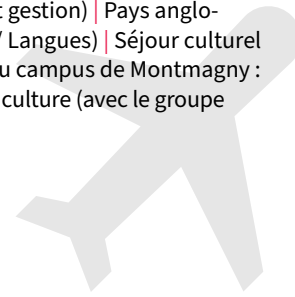 t gestion) | Pays anglo-
/ Langues) | Séjour culturel
u campus de Montmagny :
culture (avec le groupe